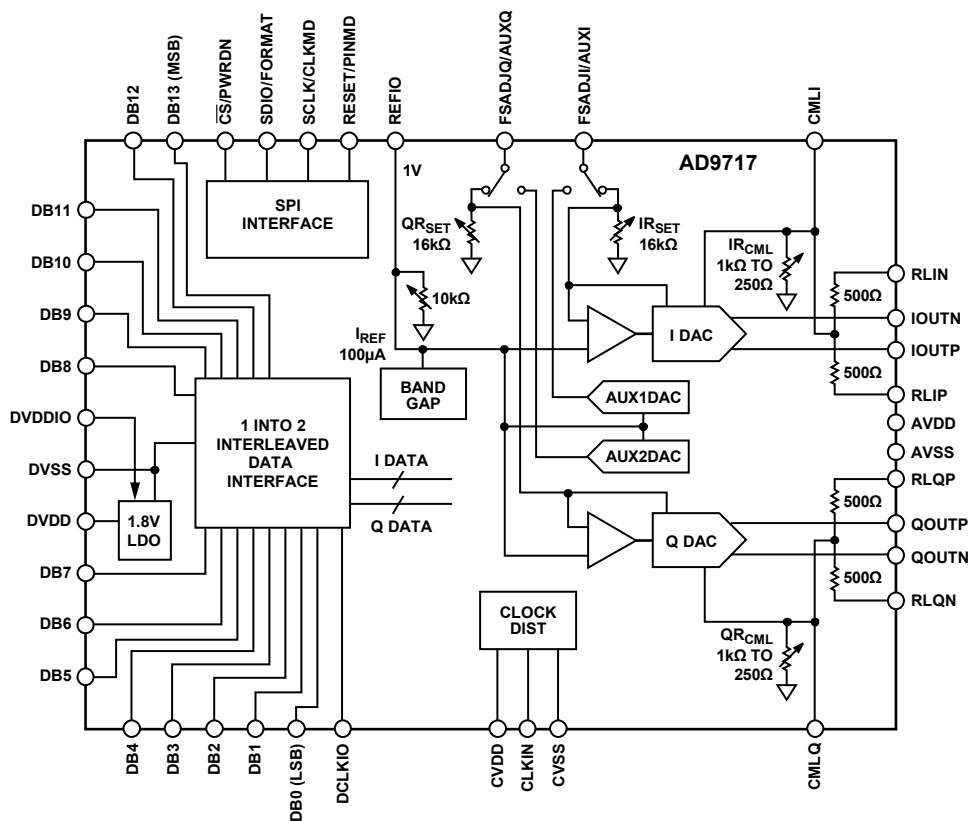 DB12
DB13 (MSB)
CS/PWRDN
SDIO/FORMAT
SCLK/CLKMD
RESET/PINMD
REFIO
FSADJQ/AUXQ
FSADJI/AUXI
CMLI
AD9717
1V
SPI
INTERFACE
QRSET
16kΩ
IRSET
16kΩ
IRCML
1kΩ TO
250Ω
10kΩ
IREF
100µA
BAND
GAP
I DAC
AUX1DAC
AUX2DAC
500Ω
500Ω
DB11
DB10
DB9
DB8
DVDDIO
DVSS
DVDD
DB7
DB6
DB5
1.8V
LDO
1 INTO 2
INTERLEAVED
DATA
INTERFACE
I DATA
Q DATA
Q DAC
CLOCK
DIST
500Ω
500Ω
QRCML
1kΩ TO
250Ω
RLIN
IOUTN
IOUTP
RLIP
AVDD
AVSS
RLQP
QOUTP
QOUTN
RLQN
DB4
DB3
DB2
DB1
DB0 (LSB)
DCLKIO
CVDD
CLKIN
CVSS
CMLQ